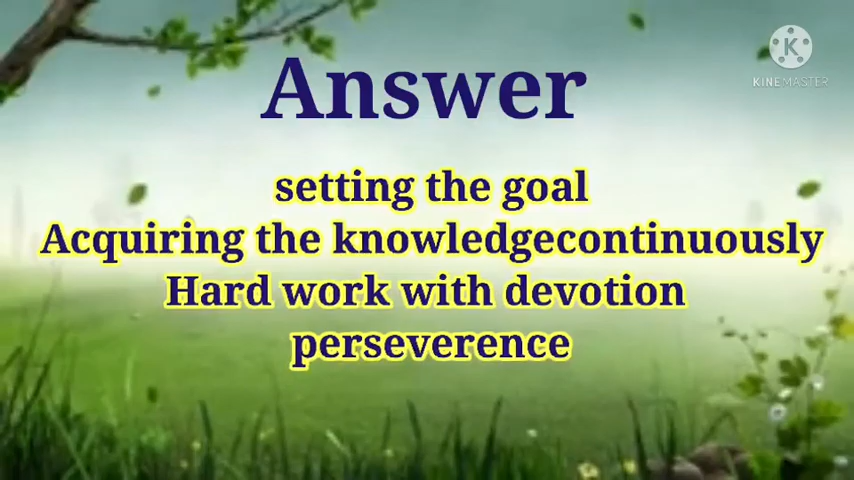 KINEMASTER
Answer
setting the goal
Acquiring the knowledgecontinuously
Hard work with devotion
perseverence